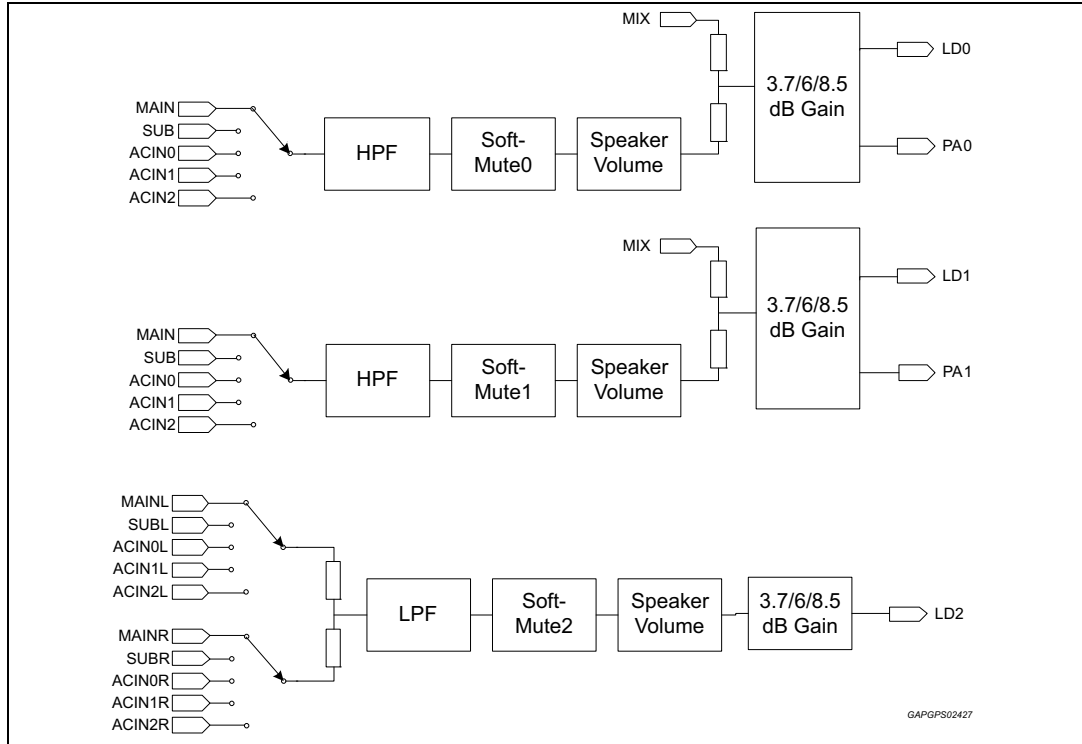 MIX
LD0
3.7/6/8.5
dB Gain
PA0
MAIN
SUB
ACIN0
ACIN1
ACIN2
HPF
Soft-
Mute0
Speaker
Volume
MIX
LD1
3.7/6/8.5
dB Gain
PA1
MAIN
SUB
ACIN0
ACIN1
ACIN2
HPF
Soft-
Mute1
Speaker
Volume
MAINL
SUBL
ACIN0L
ACIN1L
ACIN2L
MAINR
SUBR
ACIN0R
ACIN1R
ACIN2R
LPF
Soft-
Mute2
Speaker
Volume
3.7/6/8.5
dB Gain
LD2
GAPGPS02427